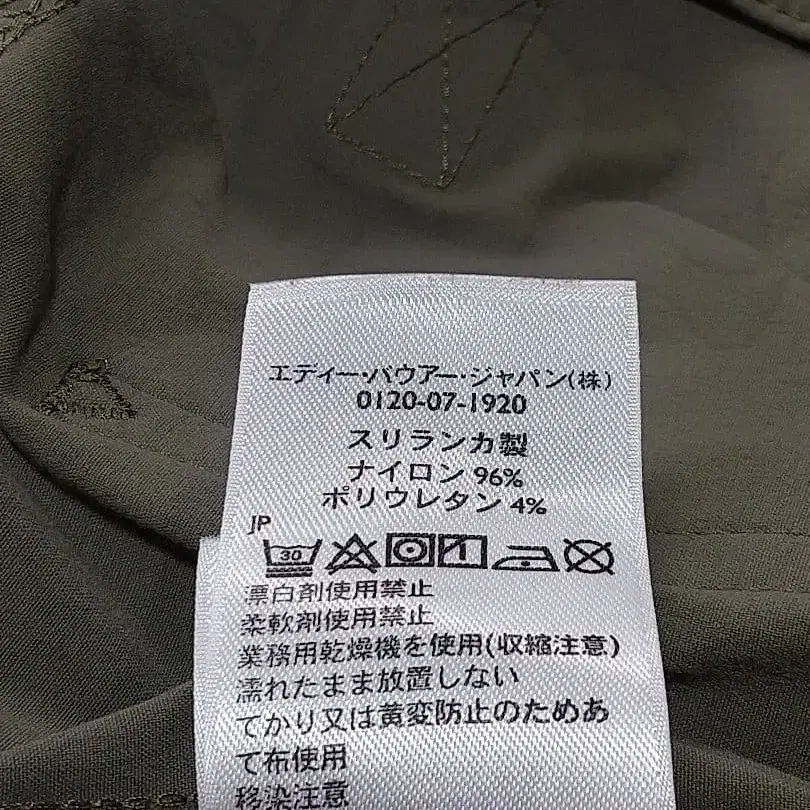 エディー・バウアー・ジャパン(株)
0120-07-1920
スリランカ製
ナイロン 96%
ポリウレタン 4%
JP
30
漂白剤使用禁止
柔軟剤使用禁止
業務用乾燥機を使用(収縮注意)
濡れたまま放置しない
てかり又は黄変防止のためあ
て布使用
移染注意